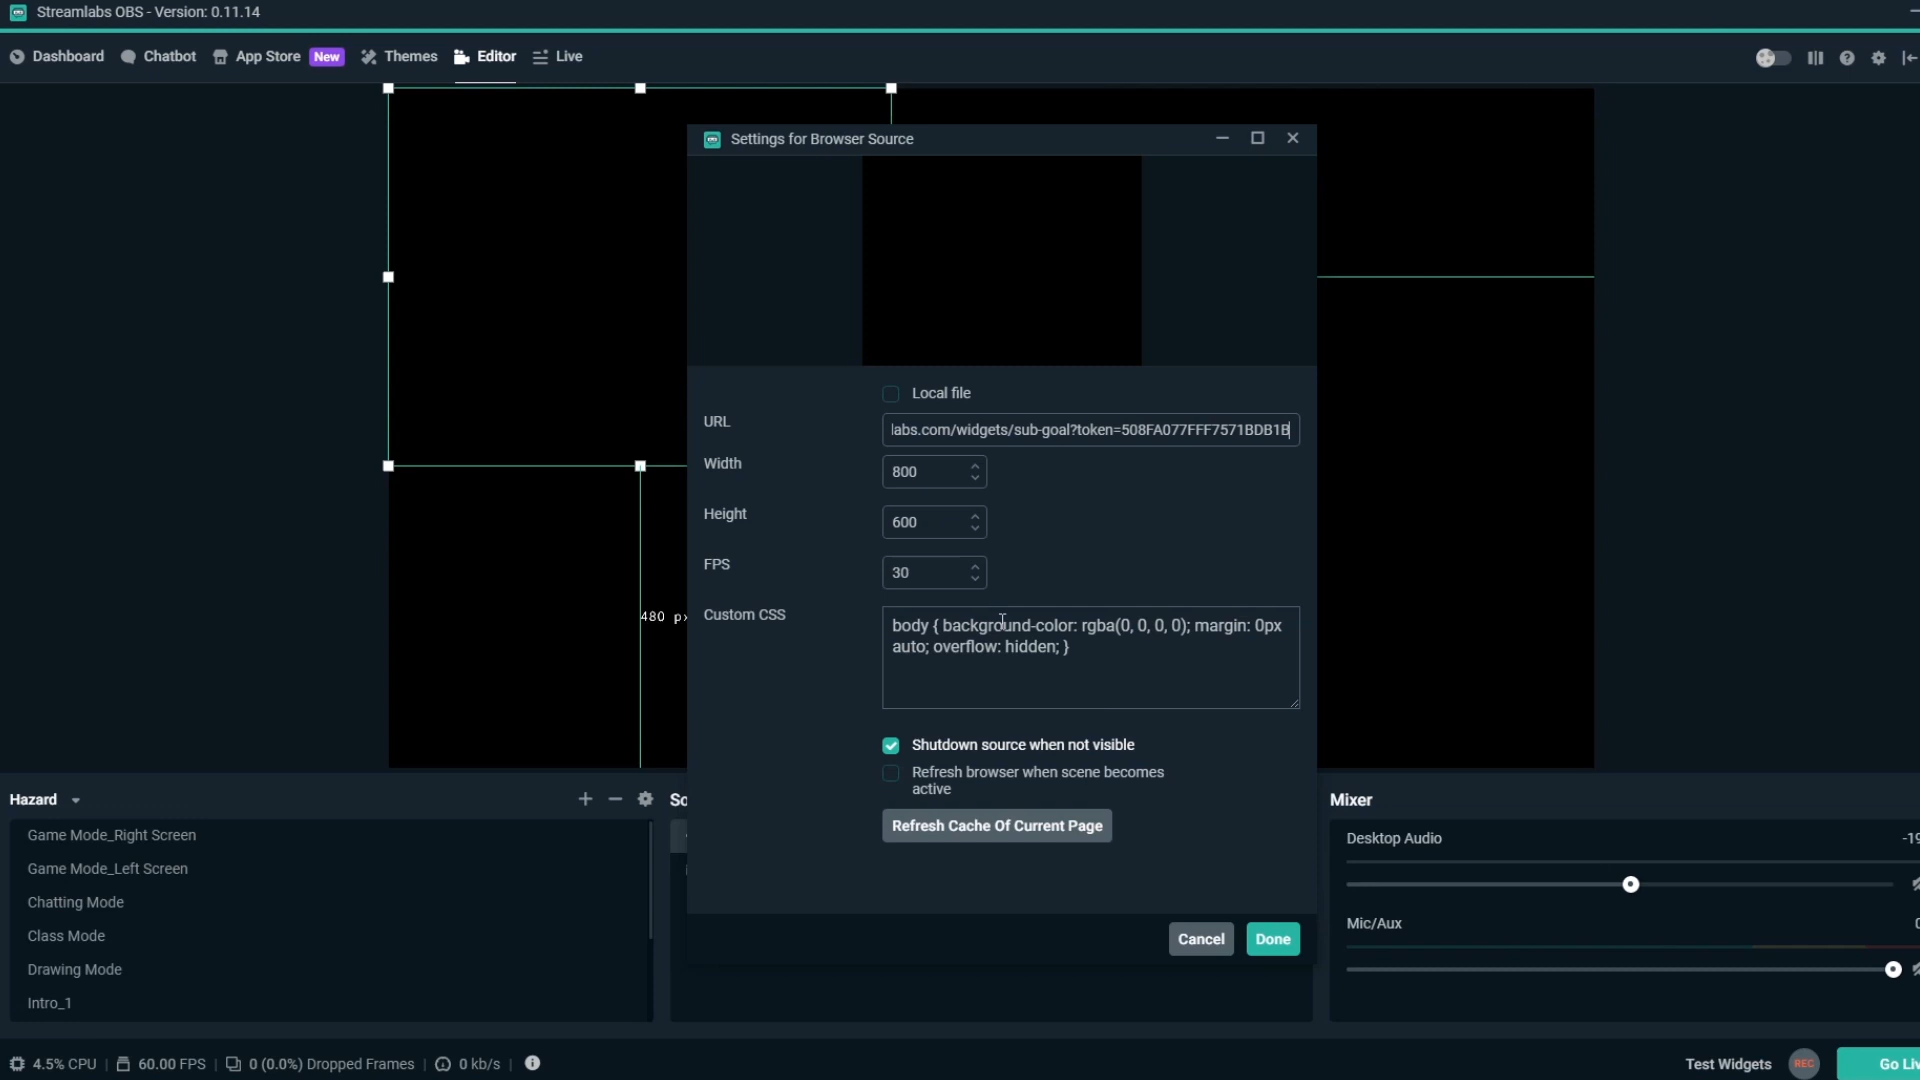 Streamlabs OBS - Version: 0.11.14
Dashboard Chatbot App Store New Themes Editor Live
Settings for Browser Source
Local file
URL labs.com/widgets/sub-goal?token=508FA077FFF7571BDB1B
Width 800
Height 600
FPS 30
Custom CSS body { background-color: rgba(0, 0, 0, 0); margin: 0px
auto; overflow: hidden; }
480 px
Shutdown source when not visible
Refresh browser when scene becomes
active
Refresh Cache Of Current Page
Cancel Done
Hazard
Game Mode_Right Screen
Game Mode_Left Screen
Chatting Mode
Class Mode
Drawing Mode
Intro_1
So
Mixer
Desktop Audio -19
Mic/Aux
4.5% CPU 60.00 FPS 0 (0.0%) Dropped Frames 0 kb/s
Test Widgets REC Go Liv